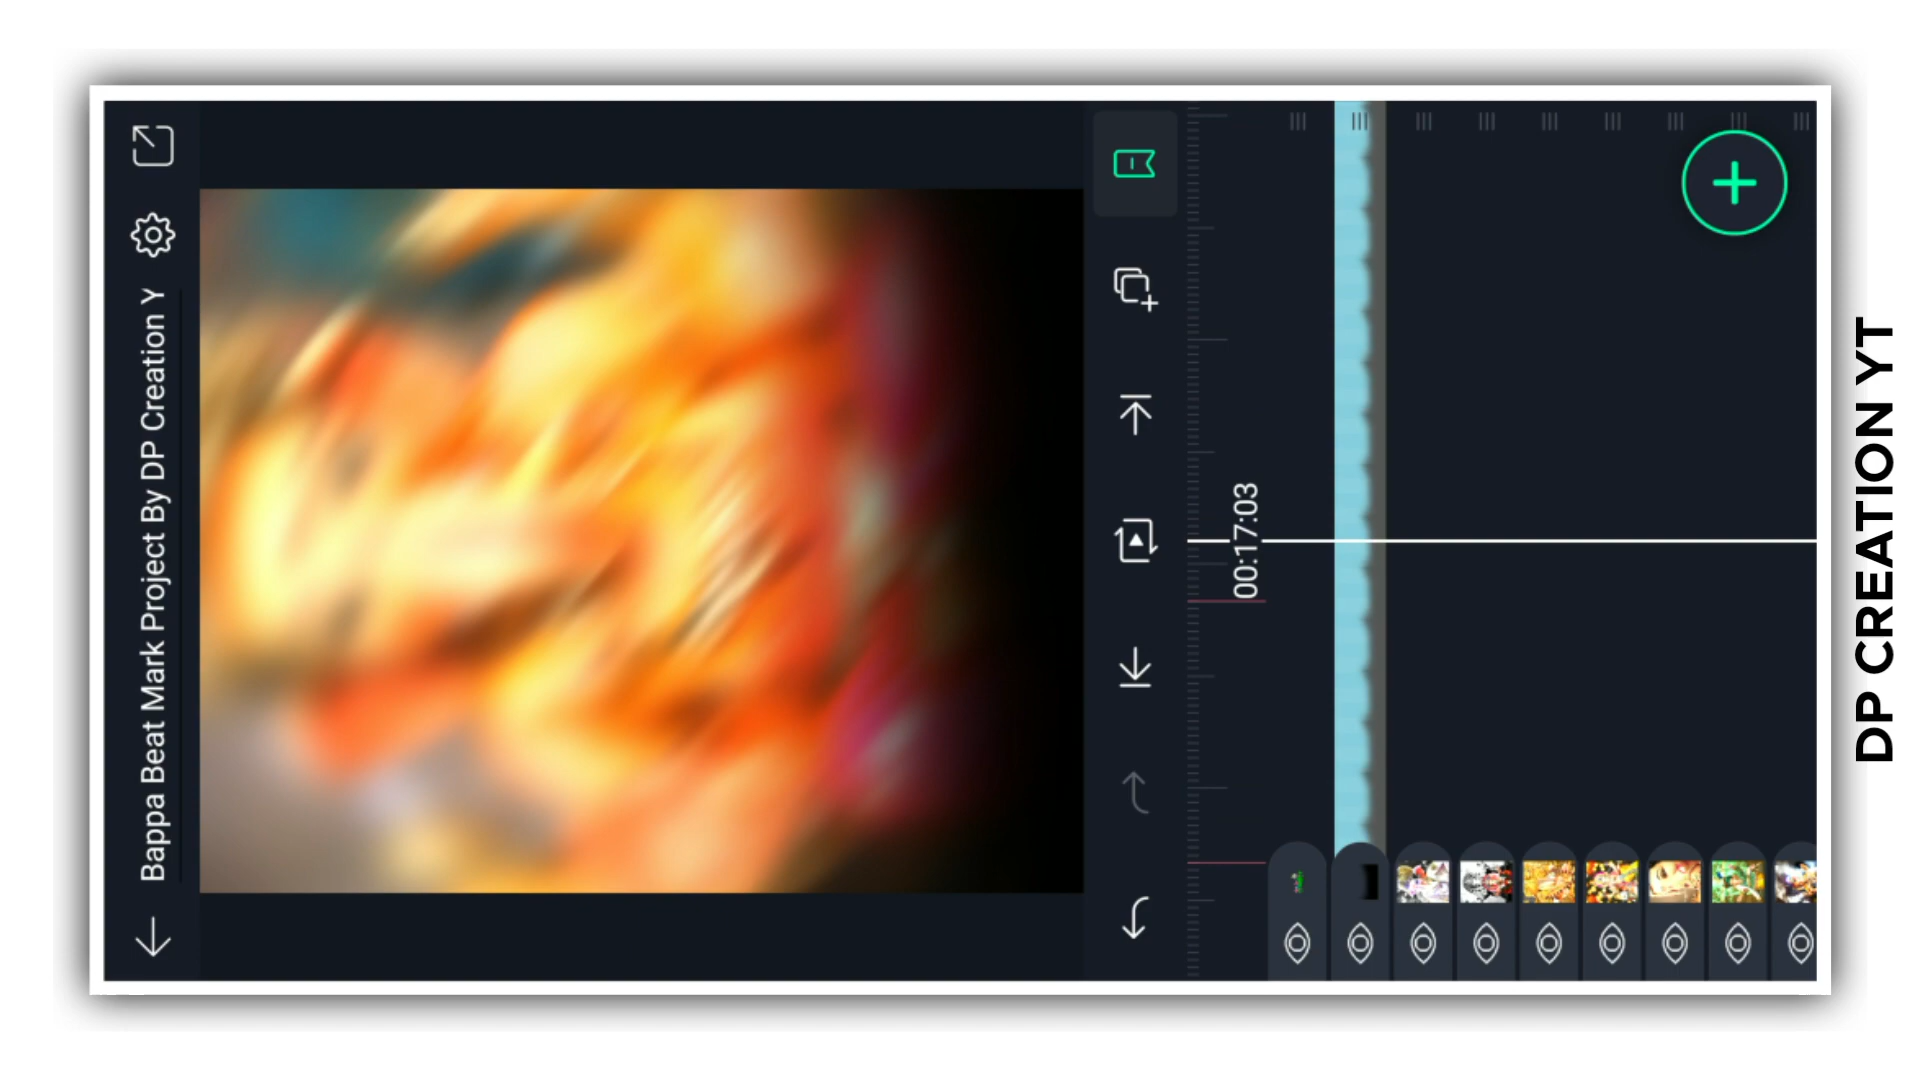 Bappa Beat Mark Project By DP Creation Y
00:17:03
DP CREATION YT